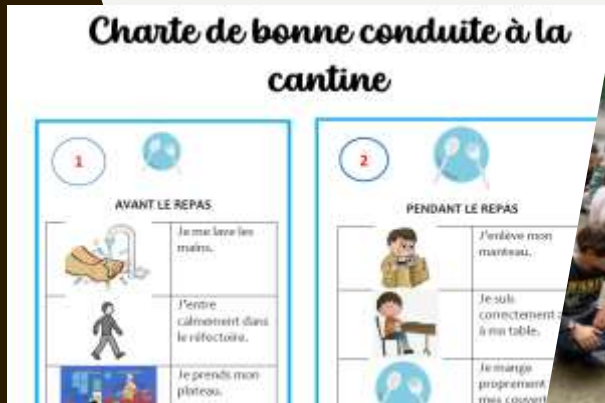 Charte de bonne conduite à la
cantine
1
AVANT LE REPAS
Je me lave les
mains.
J'entre
calmement dans
le réfectoire.
Je prends mon
plateau.
2
PENDANT LE REPAS
J'enlève mon
manteau.
Je suis
correctement
à ma table.
Je mange
proprement
mes couvert